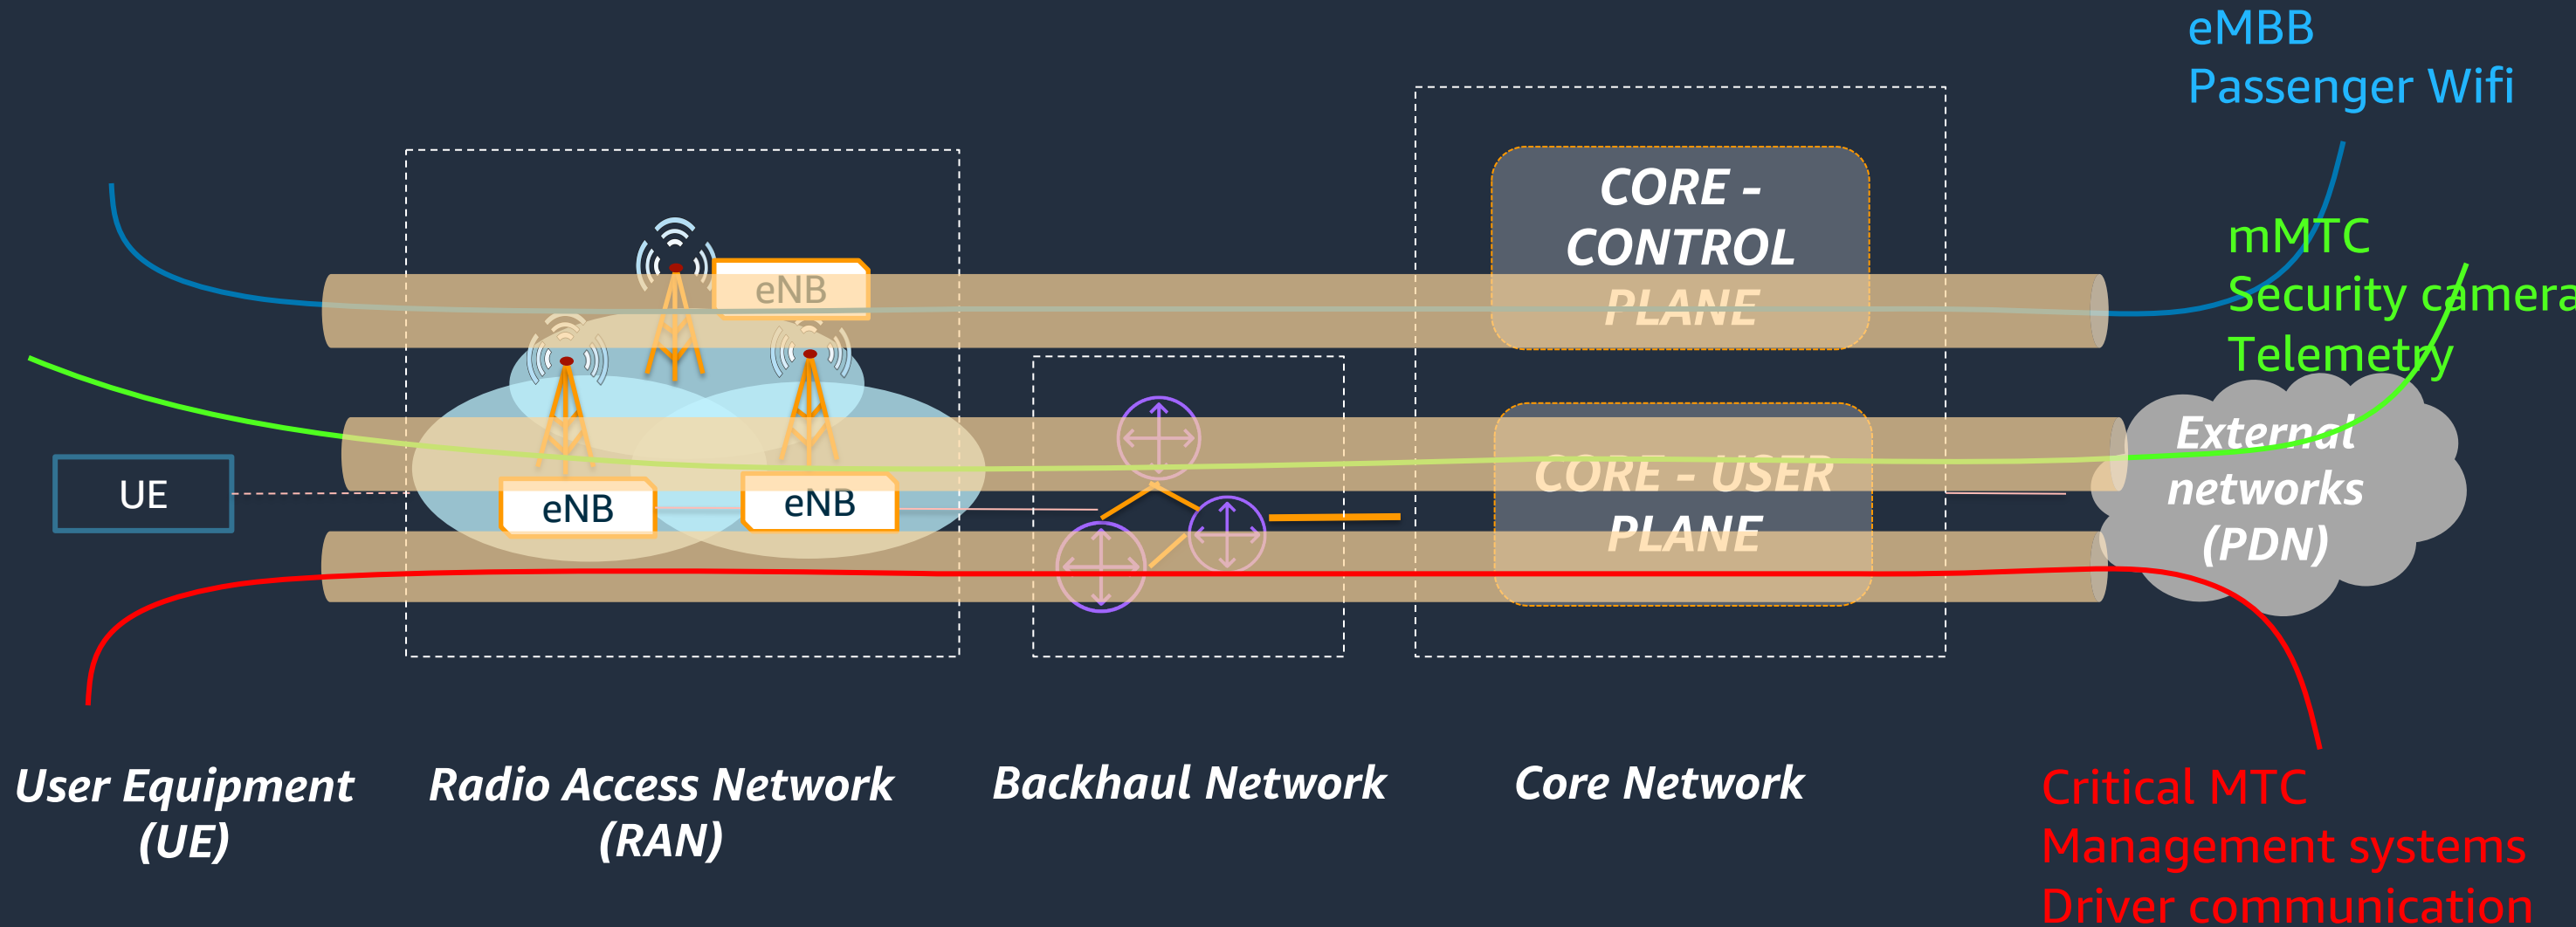 eMBB
Passenger Wifi
CORE -
CONTROL
PLANE
mMTC
Security camera
Telemetry
eNB
UE
eNB
eNB
CORE - USER
PLANE
External
networks
(PDN)
User Equipment
(UE)
Radio Access Network
(RAN)
Backhaul Network
Core Network
Critical MTC
Management systems
Driver communication